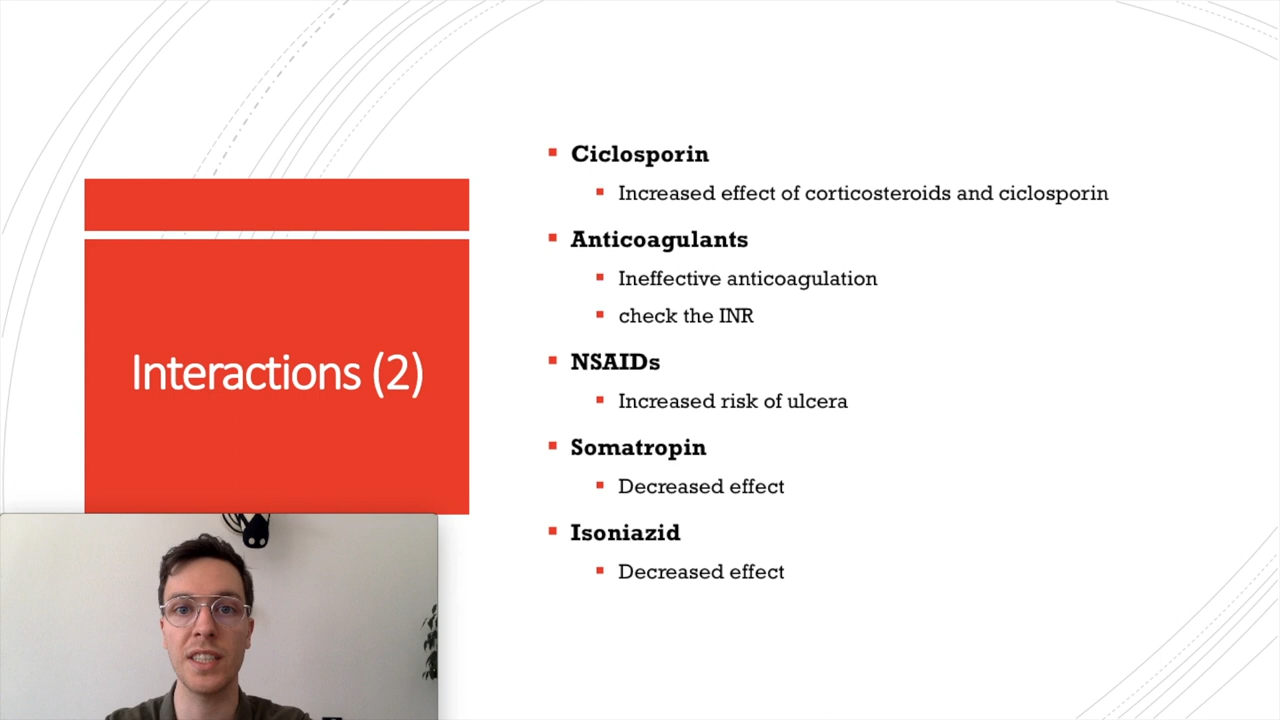 Interactions (2)
Ciclosporin
Increased effect of corticosteroids and ciclosporin
Anticoagulants
Ineffective anticoagulation
check the INR
NSAIDs
Increased risk of ulcera
Somatropin
Decreased effect
Isoniazid
Decreased effect